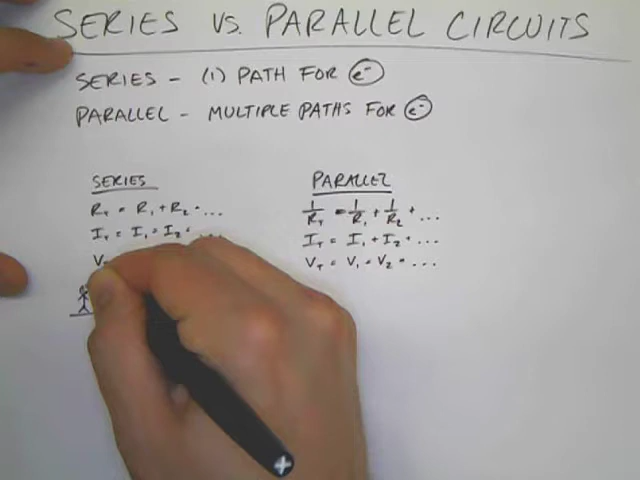 SERIES VS. PARALLEL CIRCUITS
SERIES - (1) PATH FOR e⁻
PARALLEL - MULTIPLE PATHS FOR e⁻
SERIES
R_T = R_1 + R_2 + ...
I_T = I_1 = I_2 =
V
PARALLEL
1/R_T = 1/R_1 + 1/R_2 + ...
I_T = I_1 + I_2 + ...
V_T = V_1 = V_2 = ...